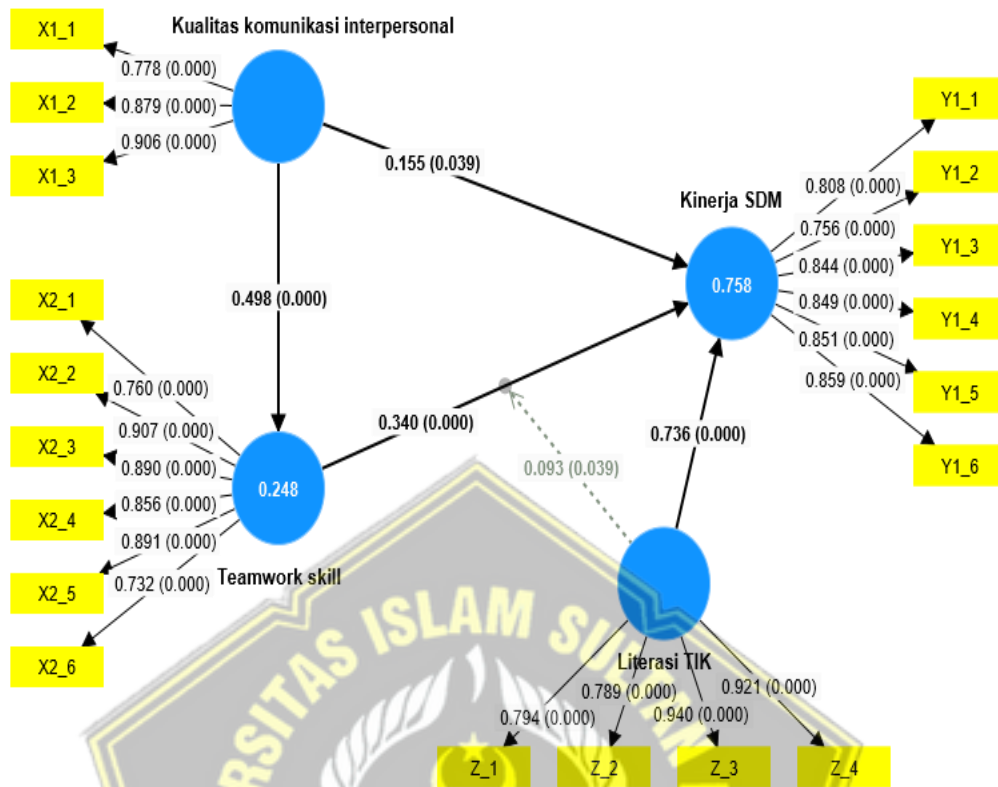 X1_1
Kualitas komunikasi interpersonal
0.778 (0.000)
X1_2
0.879 (0.000)
0.906 (0.000)
X1_3
0.155 (0.039)
Y1_1
Y1_2
Y1_3
Y1_4
Y1_5
Y1_6
0.808 (0.000)
0.756 (0.000)
0.844 (0.000)
0.849 (0.000)
0.851 (0.000)
0.859 (0.000)
Kinerja SDM
0.758
0.498 (0.000)
X2_1
X2_2
X2_3
X2_4
X2_5
X2_6
0.760 (0.000)
0.907 (0.000)
0.890 (0.000)
0.856 (0.000)
0.891 (0.000)
0.732 (0.000)
0.248
Teamwork skill
0.340 (0.000)
0.736 (0.000)
0.093 (0.039)
Literasi TIK
0.794 (0.000)
0.789 (0.000)
0.940 (0.000)
0.921 (0.000)
Z_1
Z_2
Z_3
Z_4
RSITAS ISLAM SULTAN